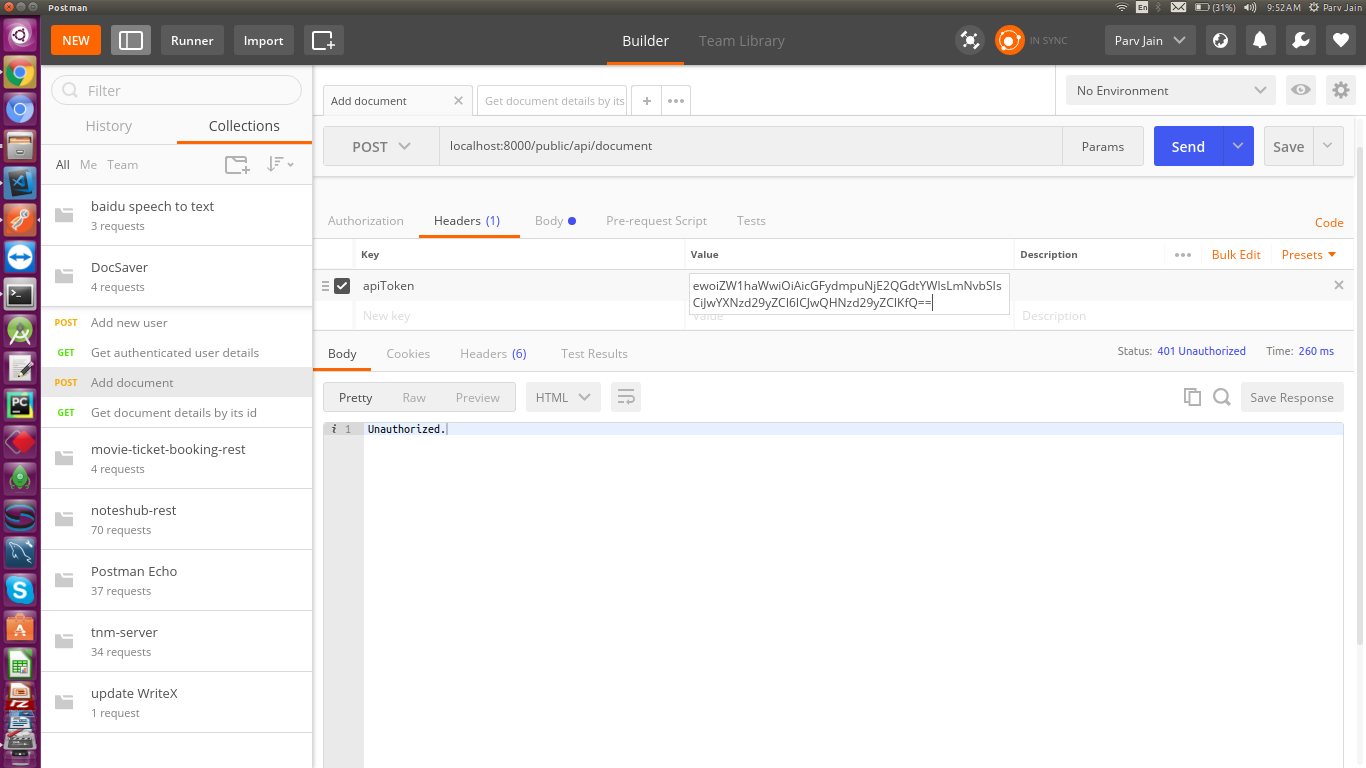 Postman
En
(31%)
9:52 AM
Parv Jain
NEW
Runner
Import
Builder
Team Library
IN SYNC
Parv Jain
Filter
History
Collections
All
Me
Team
baidu speech to text
3 requests
DocSaver
4 requests
POST Add new user
GET Get authenticated user details
POST Add document
GET Get document details by its id
movie-ticket-booking-rest
4 requests
noteshub-rest
70 requests
Postman Echo
37 requests
tnm-server
34 requests
update WriteX
1 request
Add document
Get document details by its
No Environment
POST
localhost:8000/public/api/document
Params
Send
Save
Authorization
Headers (1)
Body
Pre-request Script
Tests
Code
Key
Value
Description
Bulk Edit
Presets
apiToken
New key
Value
Description
Body
Cookies
Headers (6)
Test Results
Status: 401 Unauthorized
Time: 260 ms
Pretty
Raw
Preview
HTML
Save Response
i 1
Unauthorized.
PC